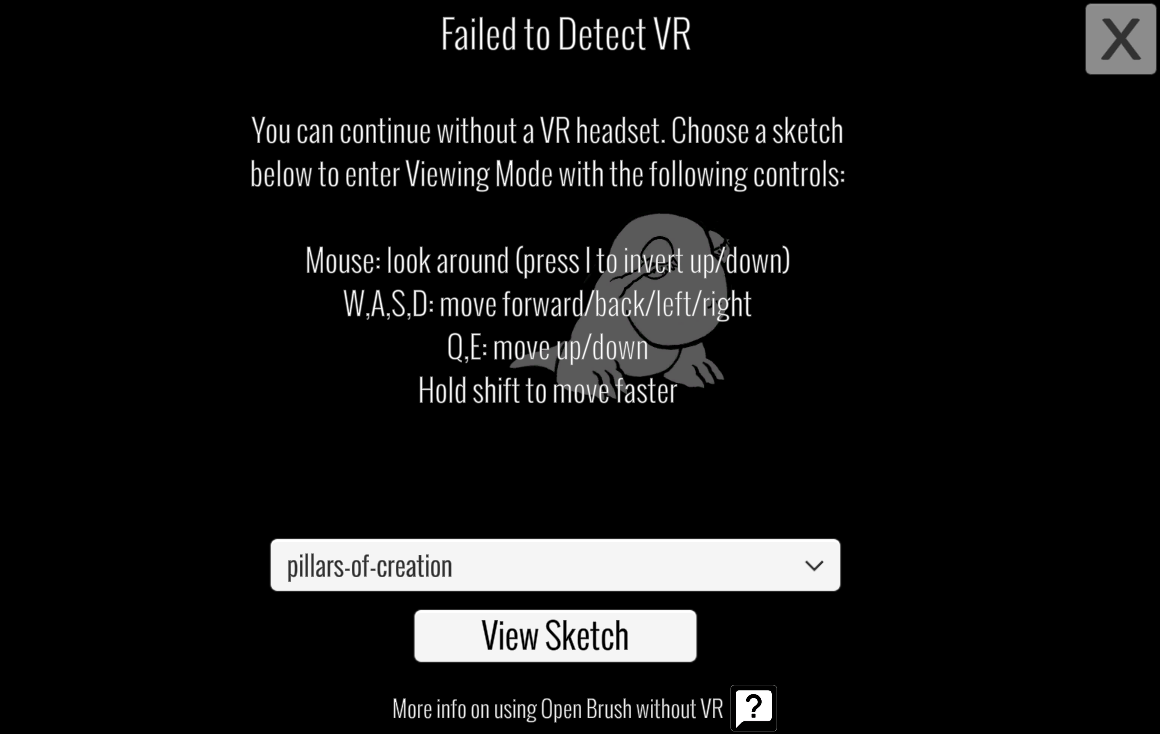 Failed to Detect VR
X
You can continue without a VR headset. Choose a sketch
below to enter Viewing Mode with the following controls:
Mouse: look around (press I to invert up/down)
W,A,S,D: move forward/back/left/right
Q,E: move up/down
Hold shift to move faster
pillars-of-creation
View Sketch
More info on using Open Brush without VR ?